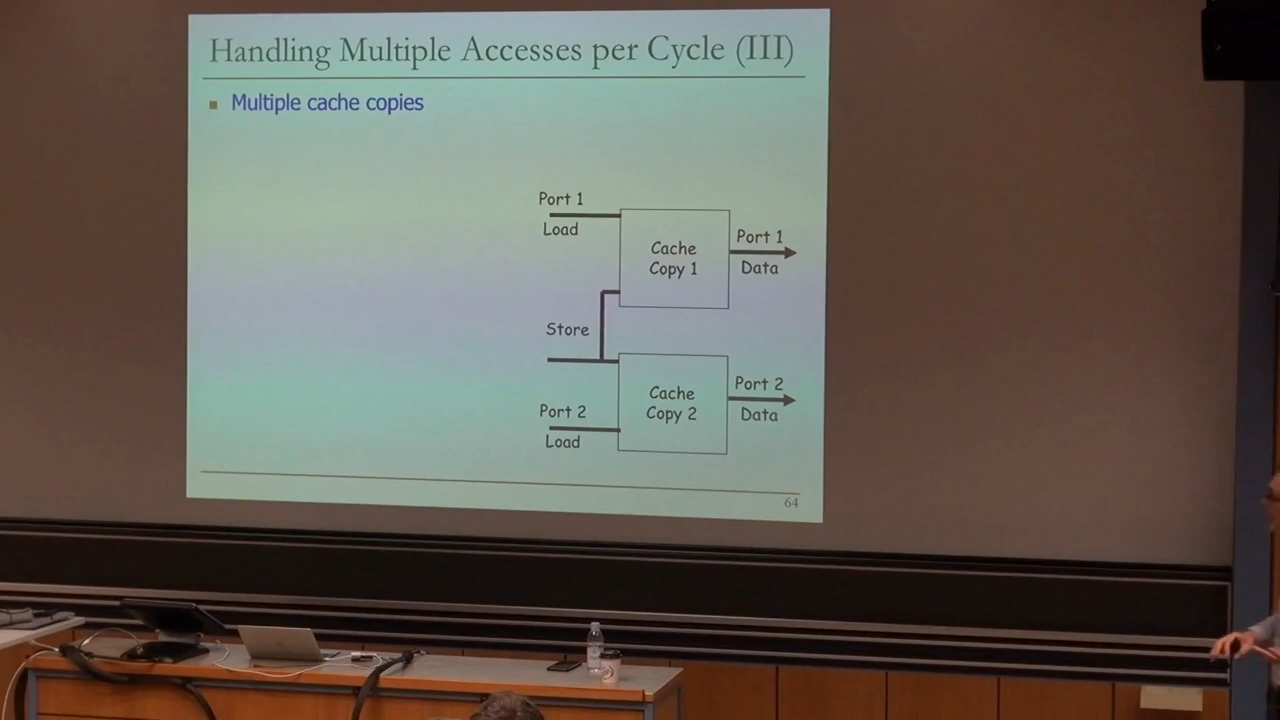 Handling Multiple Accesses per Cycle (III)
Multiple cache copies
Port 1
Load
Cache
Copy 1
Port 1
Data
Store
Port 2
Load
Cache
Copy 2
Port 2
Data
64